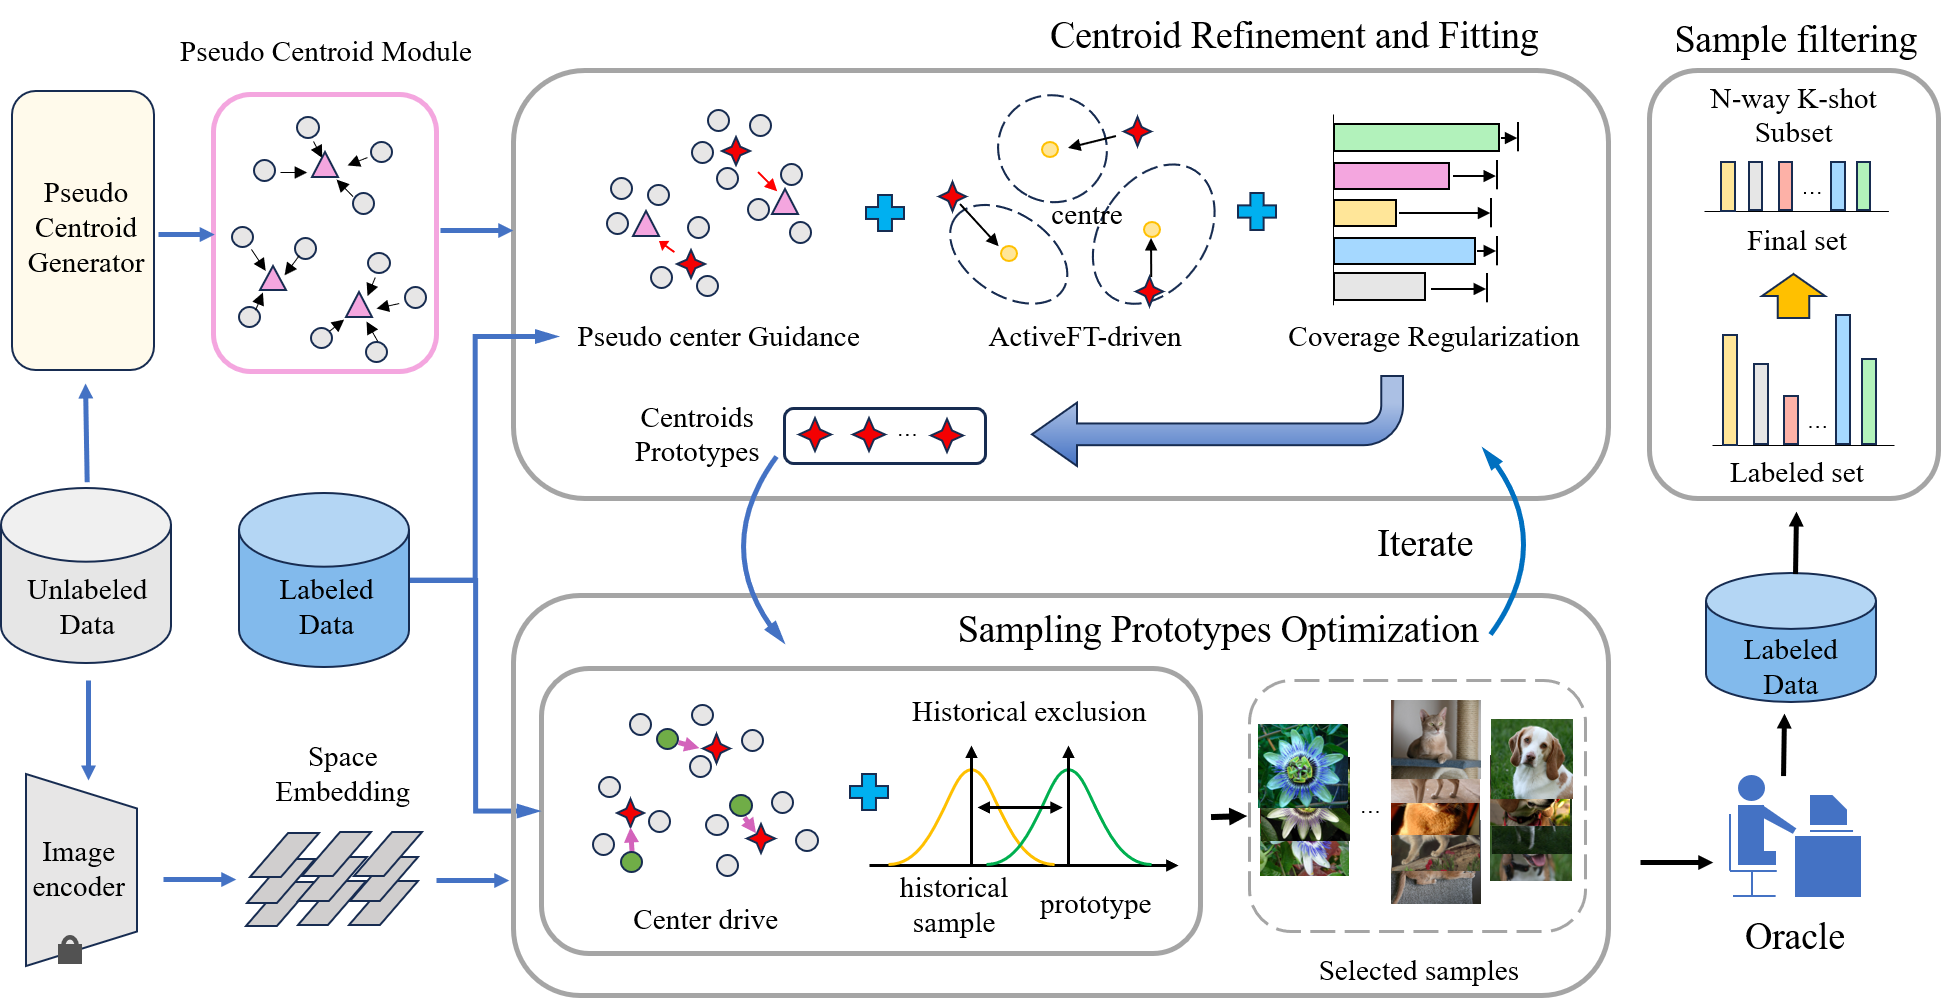 Centroid Refinement and Fitting
Sample filtering
Pseudo Centroid Module
N-way K-shot
Subset
Pseudo
Centroid
Generator
centre
...
Final set
Pseudo center Guidance
ActiveFT-driven
Coverage Regularization
Centroids
Prototypes
...
...
Labeled set
Iterate
Unlabeled
Data
Labeled
Data
Sampling Prototypes Optimization
Labeled
Data
Historical exclusion
Space
Embedding
...
Image
encoder
historical
sample
prototype
Center drive
Selected samples
Oracle